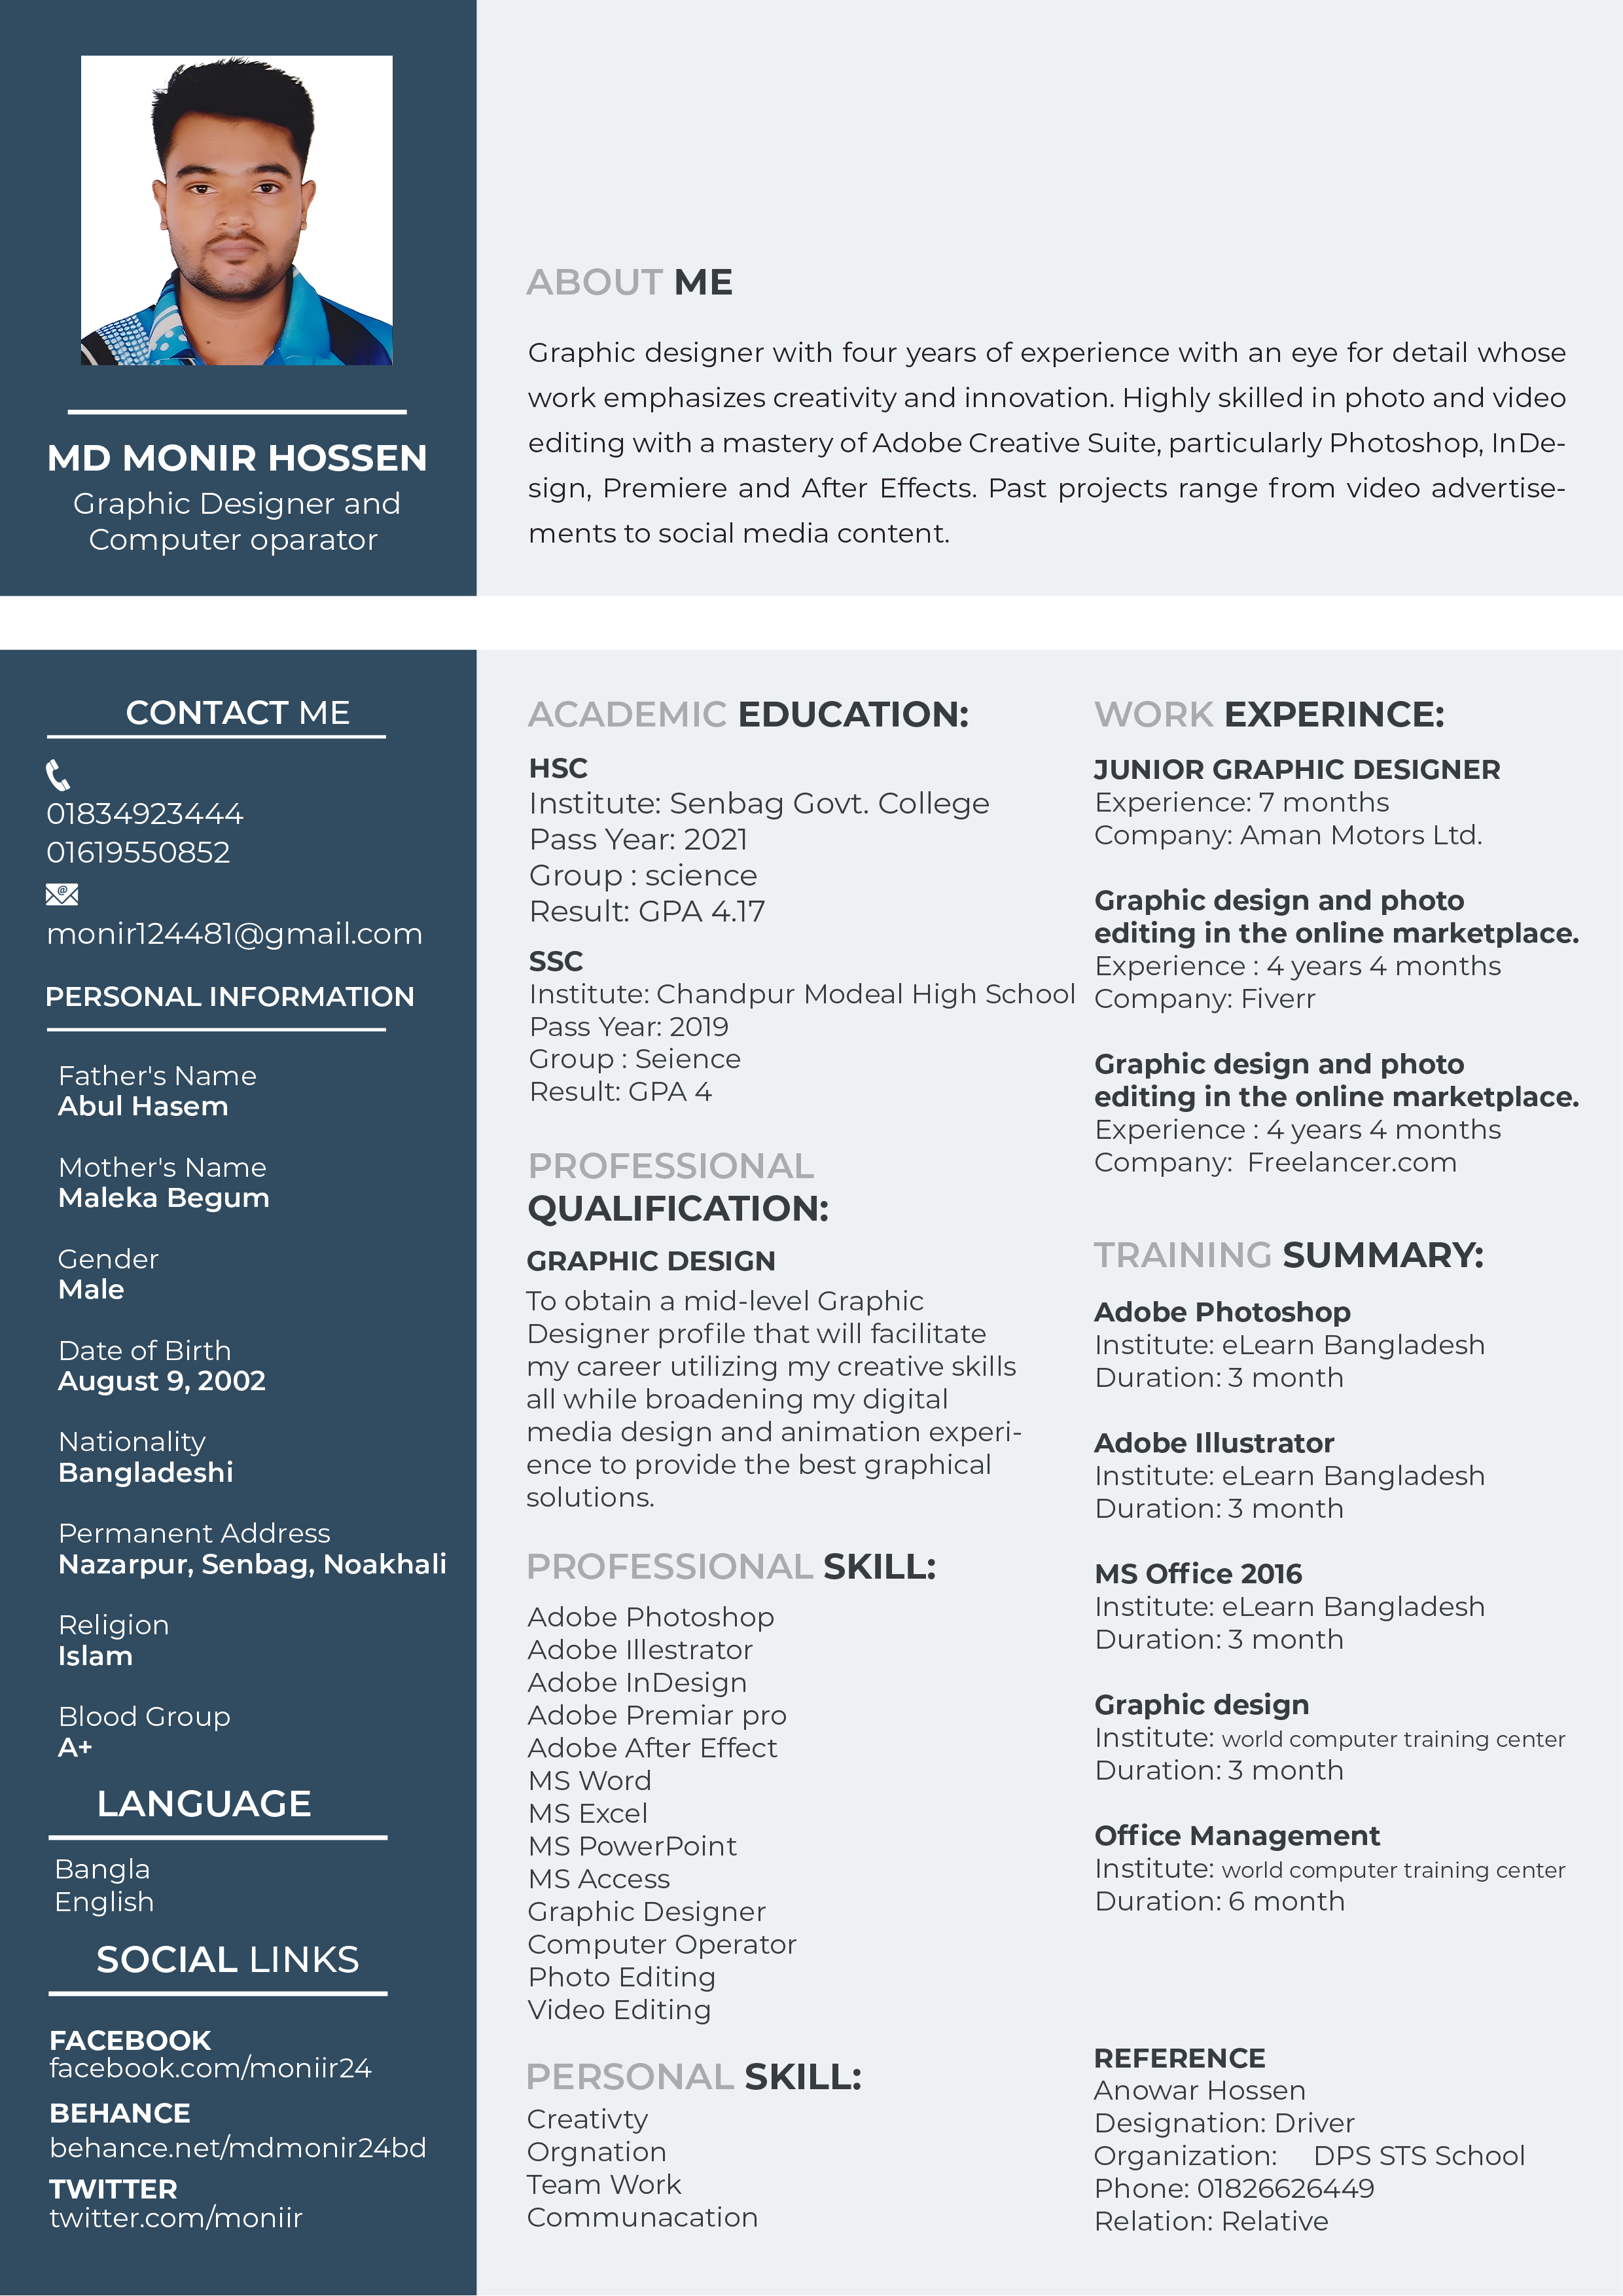 MD MONIR HOSSEN
Graphic Designer and
Computer oparator
ABOUT ME
Graphic designer with four years of experience with an eye for detail whose
work emphasizes creativity and innovation. Highly skilled in photo and video
editing with a mastery of Adobe Creative Suite, particularly Photoshop, InDe-
sign, Premiere and After Effects. Past projects range from video advertise-
ments to social media content.
CONTACT ME
01834923444
01619550852
@
monir124481@gmail.com
PERSONAL INFORMATION
Father's Name
Abul Hasem
Mother's Name
Maleka Begum
Gender
Male
Date of Birth
August 9, 2002
Nationality
Bangladeshi
Permanent Address
Nazarpur, Senbag, Noakhali
Religion
Islam
Blood Group
A+
LANGUAGE
Bangla
English
SOCIAL LINKS
FACEBOOK
facebook.com/moniir24
BEHANCE
behance.net/mdmonir24bd
TWITTER
twitter.com/moniir
ACADEMIC EDUCATION:
HSC
Institute: Senbag Govt. College
Pass Year: 2021
Group : science
Result: GPA 4.17
SSC
Institute: Chandpur Modeal High School
Pass Year: 2019
Group : Seience
Result: GPA 4
PROFESSIONAL
QUALIFICATION:
GRAPHIC DESIGN
To obtain a mid-level Graphic
Designer profile that will facilitate
my career utilizing my creative skills
all while broadening my digital
media design and animation experi-
ence to provide the best graphical
solutions.
PROFESSIONAL SKILL:
Adobe Photoshop
Adobe Illestrator
Adobe InDesign
Adobe Premiar pro
Adobe After Effect
MS Word
MS Excel
MS PowerPoint
MS Access
Graphic Designer
Computer Operator
Photo Editing
Video Editing
PERSONAL SKILL:
Creativty
Orgnation
Team Work
Communacation
WORK EXPERINCE:
JUNIOR GRAPHIC DESIGNER
Experience: 7 months
Company: Aman Motors Ltd.
Graphic design and photo
editing in the online marketplace.
Experience : 4 years 4 months
Company: Fiverr
Graphic design and photo
editing in the online marketplace.
Experience : 4 years 4 months
Company: Freelancer.com
TRAINING SUMMARY:
Adobe Photoshop
Institute: eLearn Bangladesh
Duration: 3 month
Adobe Illustrator
Institute: eLearn Bangladesh
Duration: 3 month
MS Office 2016
Institute: eLearn Bangladesh
Duration: 3 month
Graphic design
Institute: world computer training center
Duration: 3 month
Office Management
Institute: world computer training center
Duration: 6 month
REFERENCE
Anowar Hossen
Designation: Driver
Organization: DPS STS School
Phone: 01826626449
Relation: Relative